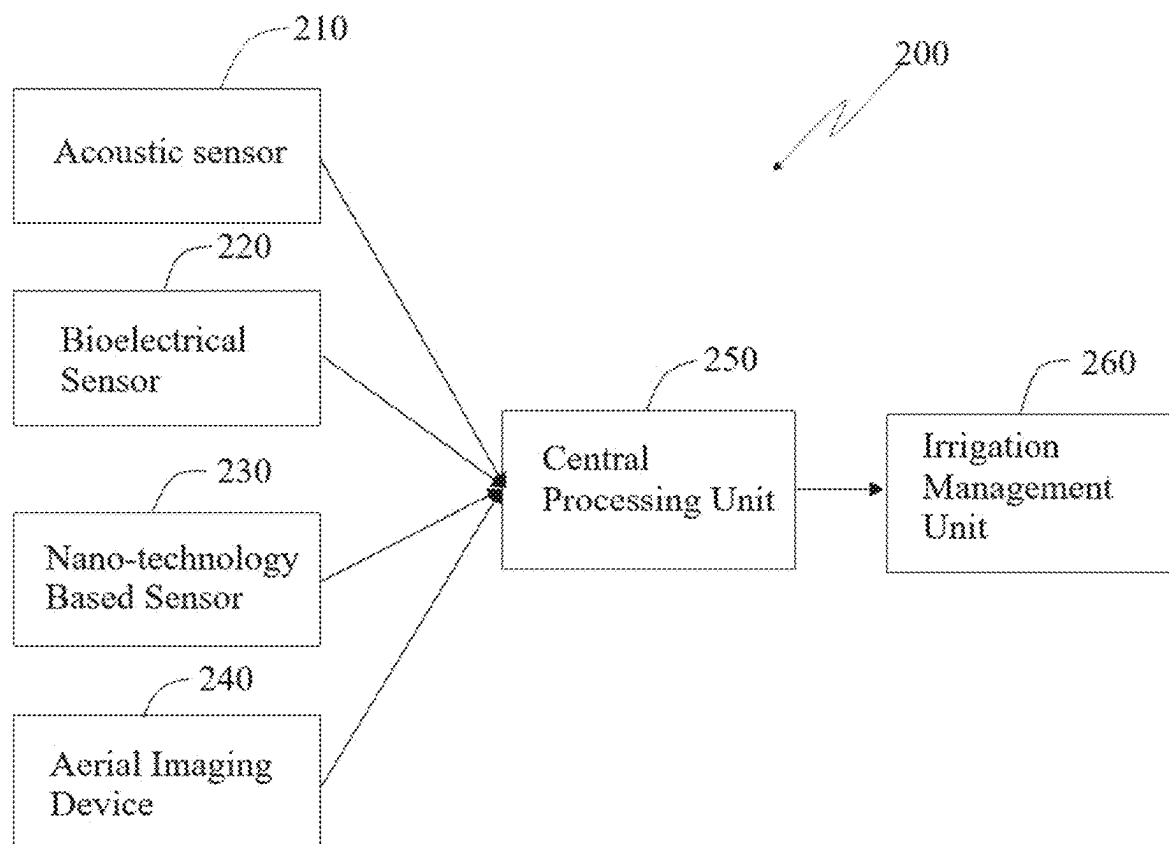 210
200
Acoustic sensor
220
Bioelectrical
Sensor
250
260
Central
Processing Unit
Irrigation
Management
Unit
230
Nano-technology
Based Sensor
240
Aerial Imaging
Device